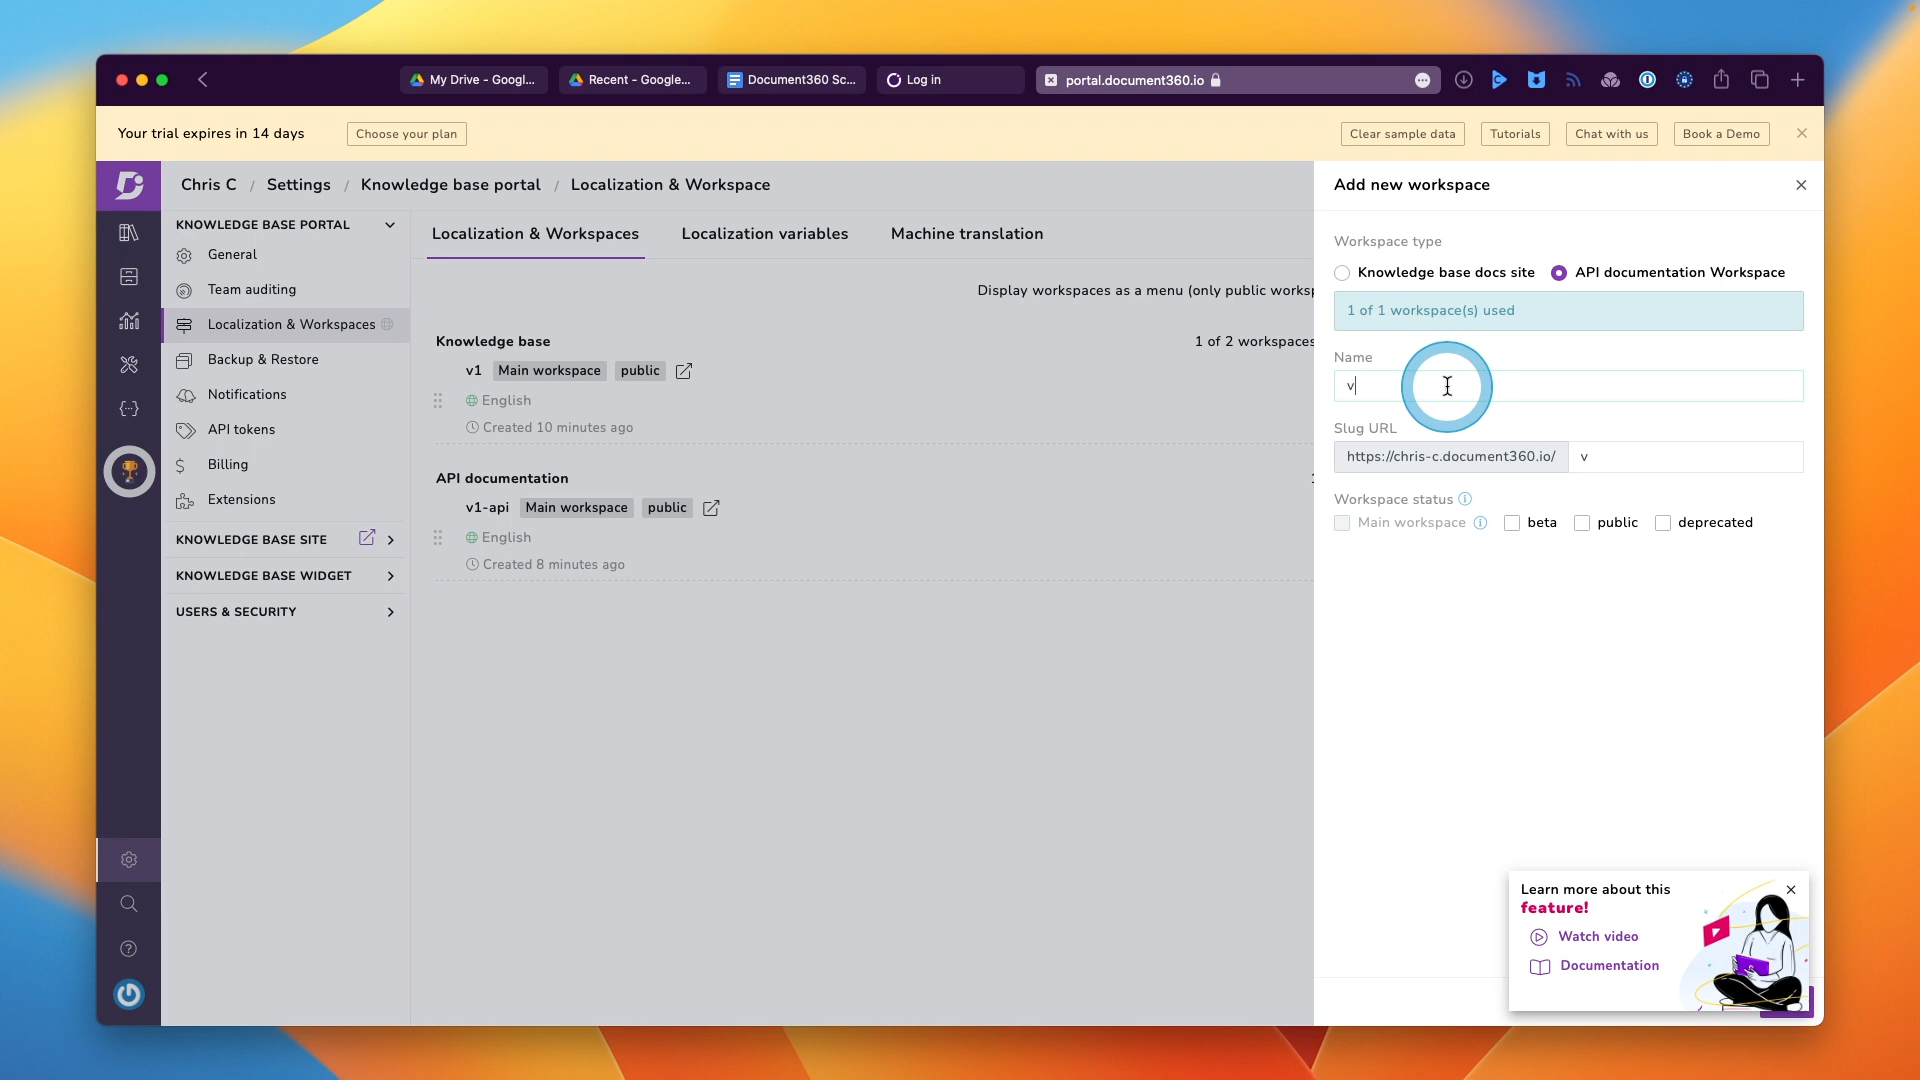 My Drive - Googl...
Recent - Google...
Document360 Sc...
Log in
portal.document360.io
Your trial expires in 14 days
Choose your plan
Clear sample data
Tutorials
Chat with us
Book a Demo
Chris C / Settings / Knowledge base portal / Localization & Workspace
KNOWLEDGE BASE PORTAL
General
Team auditing
Localization & Workspaces
Backup & Restore
Notifications
API tokens
Billing
Extensions
KNOWLEDGE BASE SITE
KNOWLEDGE BASE WIDGET
USERS & SECURITY
Localization & Workspaces
Localization variables
Machine translation
Display workspaces as a menu (only public worksp
Knowledge base
1 of 2 workspaces
v1 Main workspace public
English
Created 10 minutes ago
API documentation
1
v1-api Main workspace public
English
Created 8 minutes ago
Add new workspace
Workspace type
Knowledge base docs site
API documentation Workspace
1 of 1 workspace(s) used
Name
v
Slug URL
https://chris-c.document360.io/ v
Workspace status
Main workspace
beta
public
deprecated
Learn more about this
feature!
Watch video
Documentation